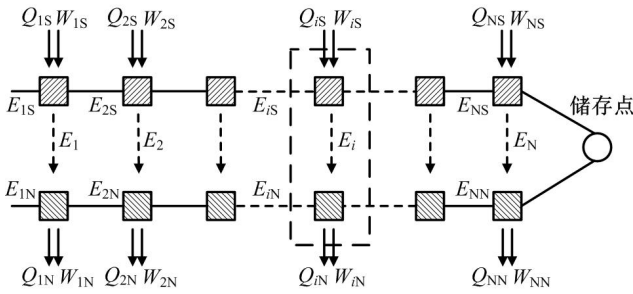 Q1S W1S Q2S W2S QiS WiS QNS WNS
E1S E2S EiS ENS 储存点
E1 E2 Ei EN
E1N E2N EiN ENN
Q1N W1N Q2N W2N QiN WiN QNN WNN